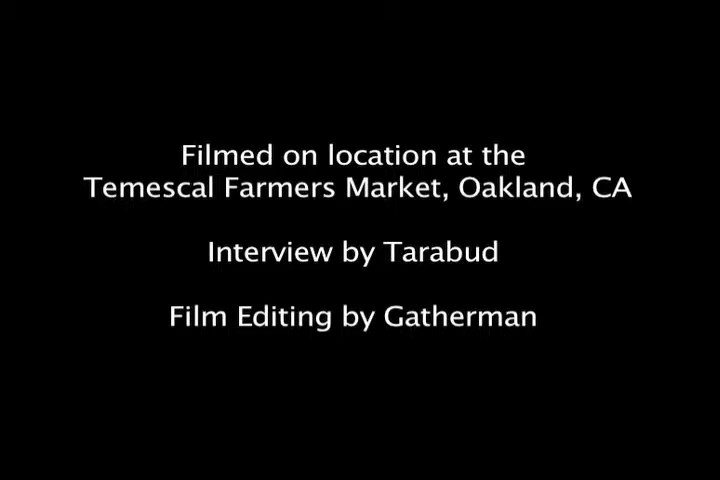 Filmed on location at the
Temescal Farmers Market, Oakland, CA
Interview by Tarabud
Film Editing by Gatherman